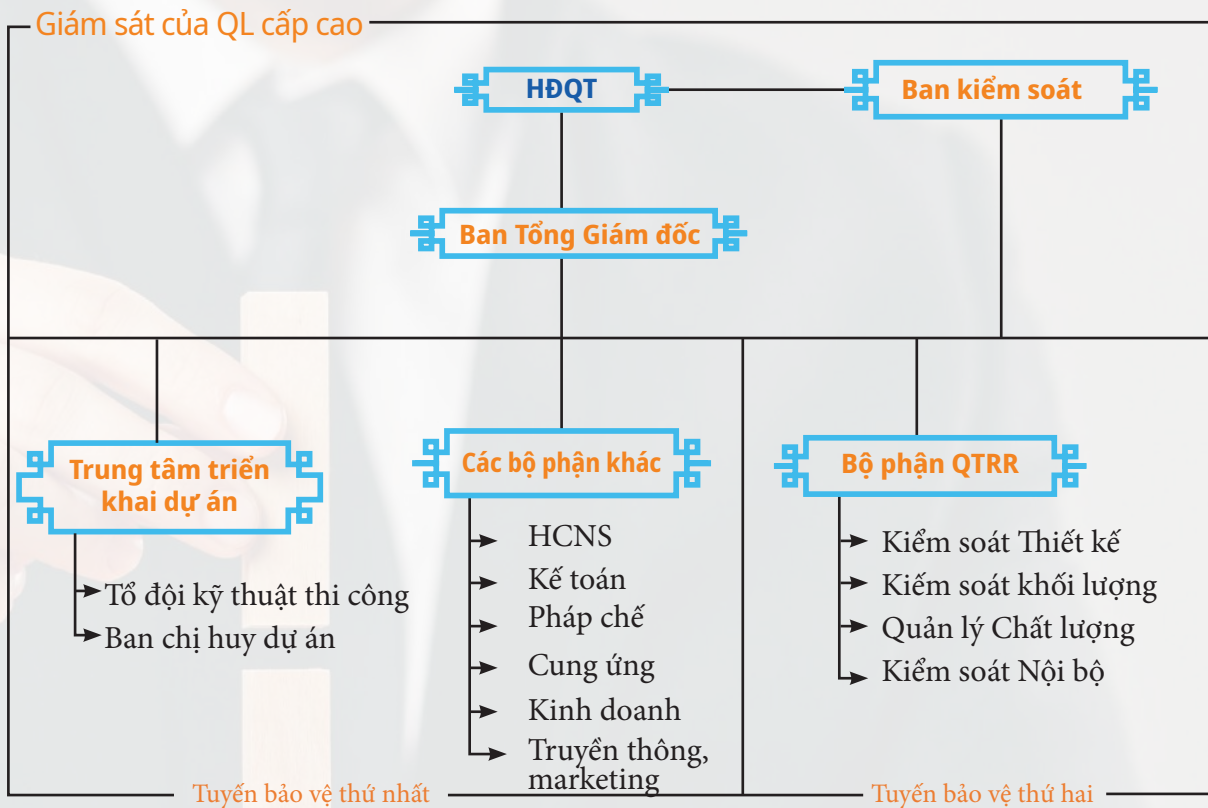 Giám sát của QL cấp cao
HĐQT
Ban kiểm soát
Ban Tổng Giám đốc
Trung tâm triển
khai dự án
Tổ đội kỹ thuật thi công
Ban chị huy dự án
Các bộ phận khác
HCNS
Kế toán
Pháp chế
Cung ứng
Kinh doanh
Truyền thông,
marketing
Bộ phận QTRR
Kiểm soát Thiết kế
Kiếm soát khối lượng
Quản lý Chất lượng
Kiểm soát Nội bộ
Tuyến bảo vệ thứ nhất
Tuyến bảo vệ thứ hai